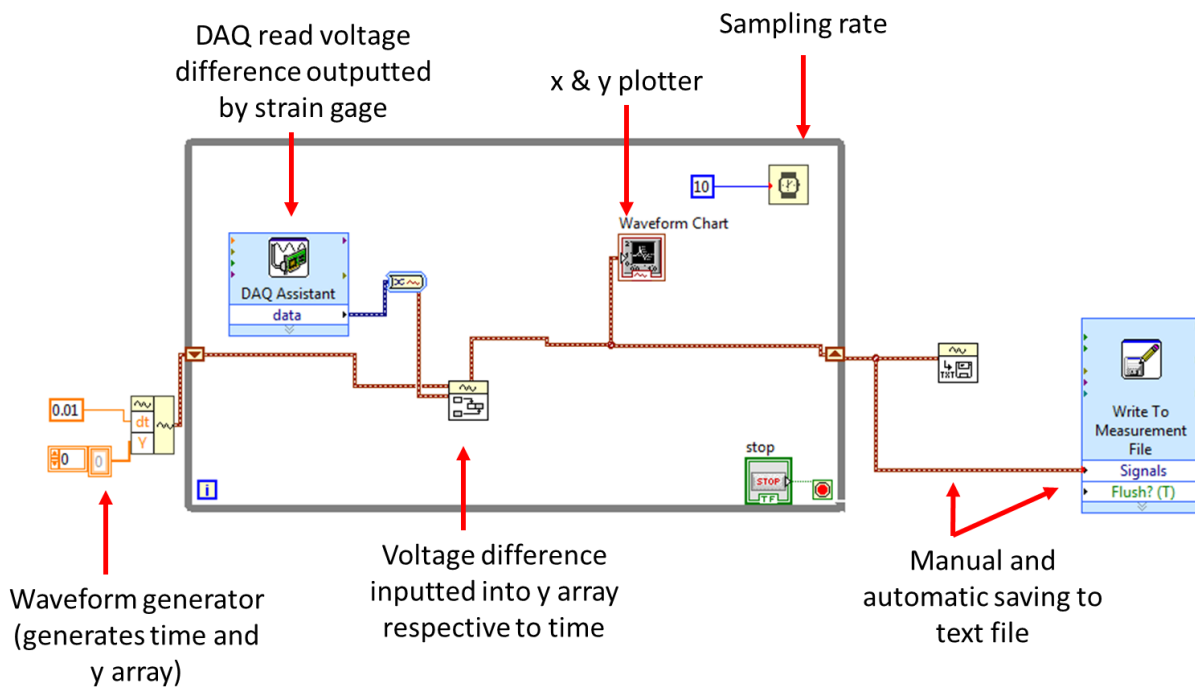 Sampling rate
DAQ read voltage
difference outputted
by strain gage
x & y plotter
10
Waveform Chart
DAQ Assistant
data
TXT
0.01
dt
Y
0
0
Write To
Measurement
File
Signals
Flush? (T)
stop
STOP
TF
i
Voltage difference
inputted into y array
respective to time
Manual and
automatic saving to
text file
Waveform generator
(generates time and
y array)